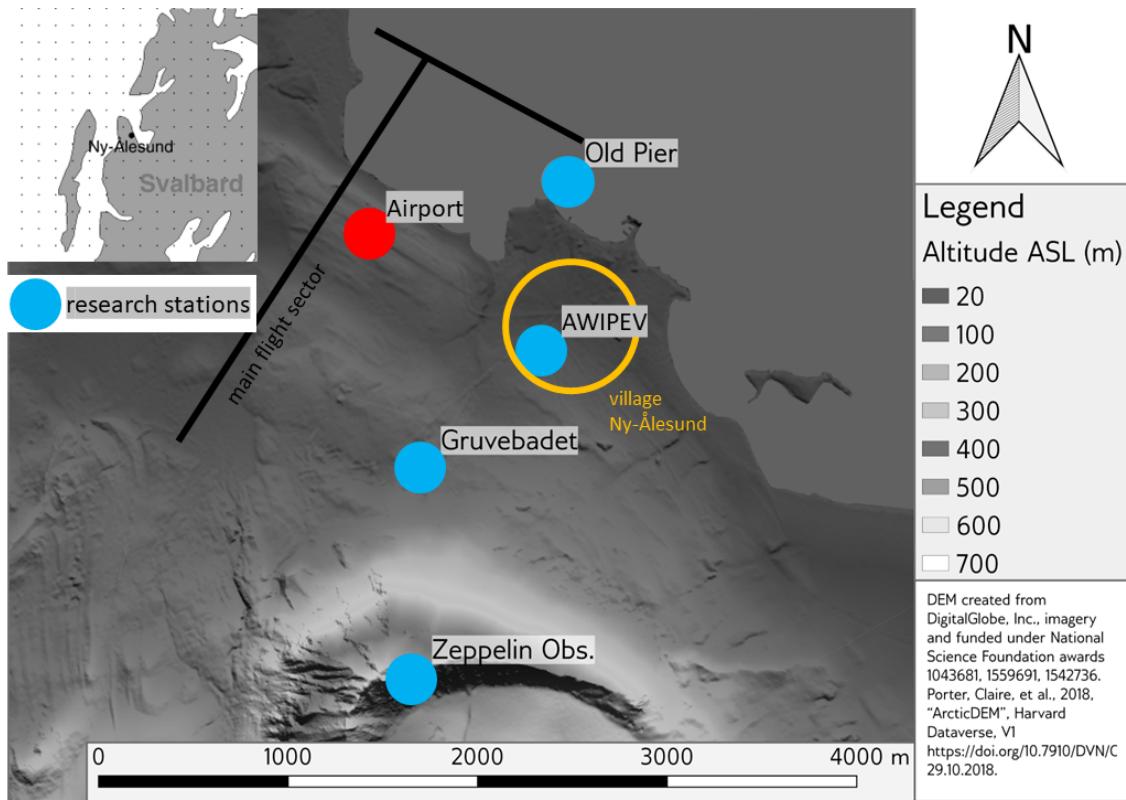 Ny-Ålesund
Svalbard
research stations
Old Pier
Airport
main flight sector
AWIPEV
village
Ny-Ålesund
Gruvebadet
Zeppelin Obs.
0 1000 2000 3000 4000 m
N
Legend
Altitude ASL (m)
20
100
200
300
400
500
600
700
DEM created from
DigitalGlobe, Inc., imagery
and funded under National
Science Foundation awards
1043681, 1559691, 1542736.
Porter, Claire, et al., 2018,
“ArcticDEM”, Harvard
Dataverse, V1
https://doi.org/10.7910/DVN/C
29.10.2018.